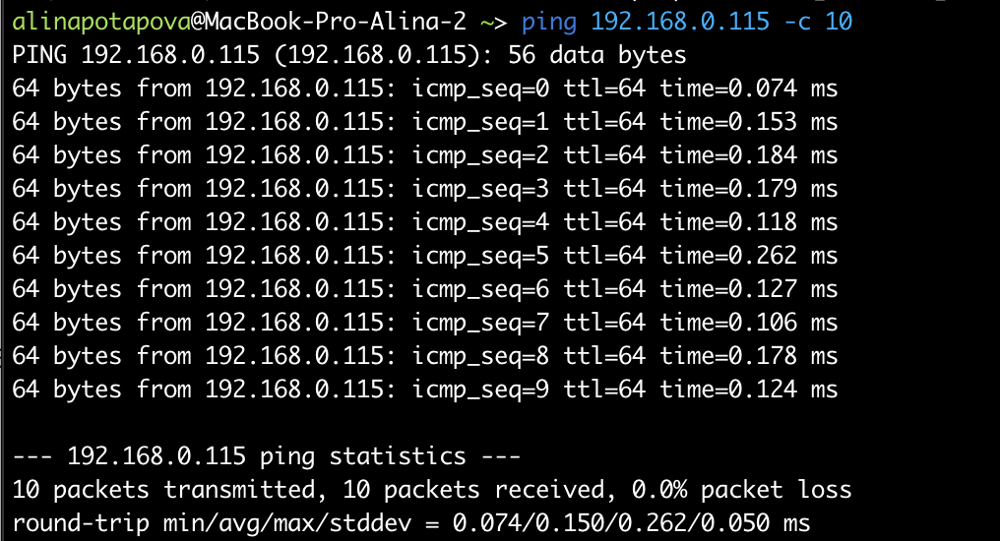 alinapotapova@MacBook-Pro-Alina-2 ~> ping 192.168.0.115 -c 10
PING 192.168.0.115 (192.168.0.115): 56 data bytes
64 bytes from 192.168.0.115: icmp_seq=0 ttl=64 time=0.074 ms
64 bytes from 192.168.0.115: icmp_seq=1 ttl=64 time=0.153 ms
64 bytes from 192.168.0.115: icmp_seq=2 ttl=64 time=0.184 ms
64 bytes from 192.168.0.115: icmp_seq=3 ttl=64 time=0.179 ms
64 bytes from 192.168.0.115: icmp_seq=4 ttl=64 time=0.118 ms
64 bytes from 192.168.0.115: icmp_seq=5 ttl=64 time=0.262 ms
64 bytes from 192.168.0.115: icmp_seq=6 ttl=64 time=0.127 ms
64 bytes from 192.168.0.115: icmp_seq=7 ttl=64 time=0.106 ms
64 bytes from 192.168.0.115: icmp_seq=8 ttl=64 time=0.178 ms
64 bytes from 192.168.0.115: icmp_seq=9 ttl=64 time=0.124 ms
--- 192.168.0.115 ping statistics ---
10 packets transmitted, 10 packets received, 0.0% packet loss
round-trip min/avg/max/stddev = 0.074/0.150/0.262/0.050 ms